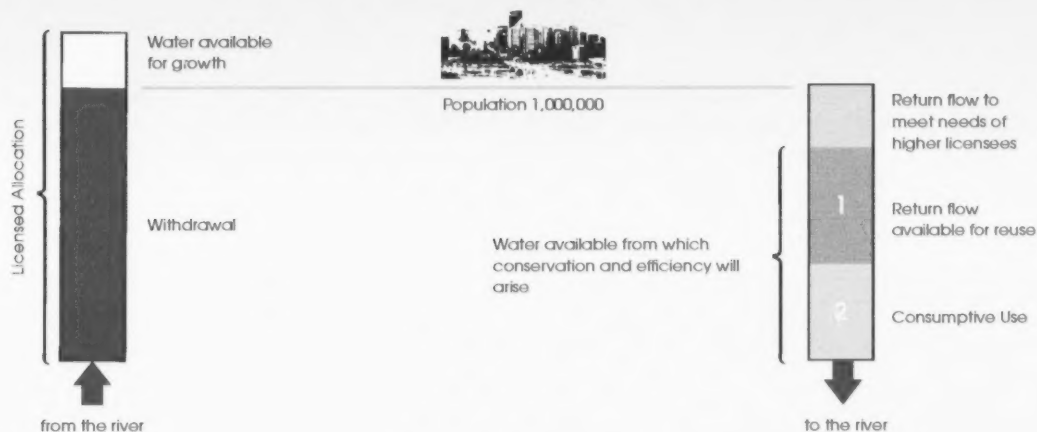 Water available
for growth
Licensed Allocation
Withdrawal
from the river
Population 1,000,000
Water available from which
conservation and efficiency will
arise
Return flow to
meet needs of
higher licensees
1
Return flow
available for reuse
2
Consumptive Use
to the river